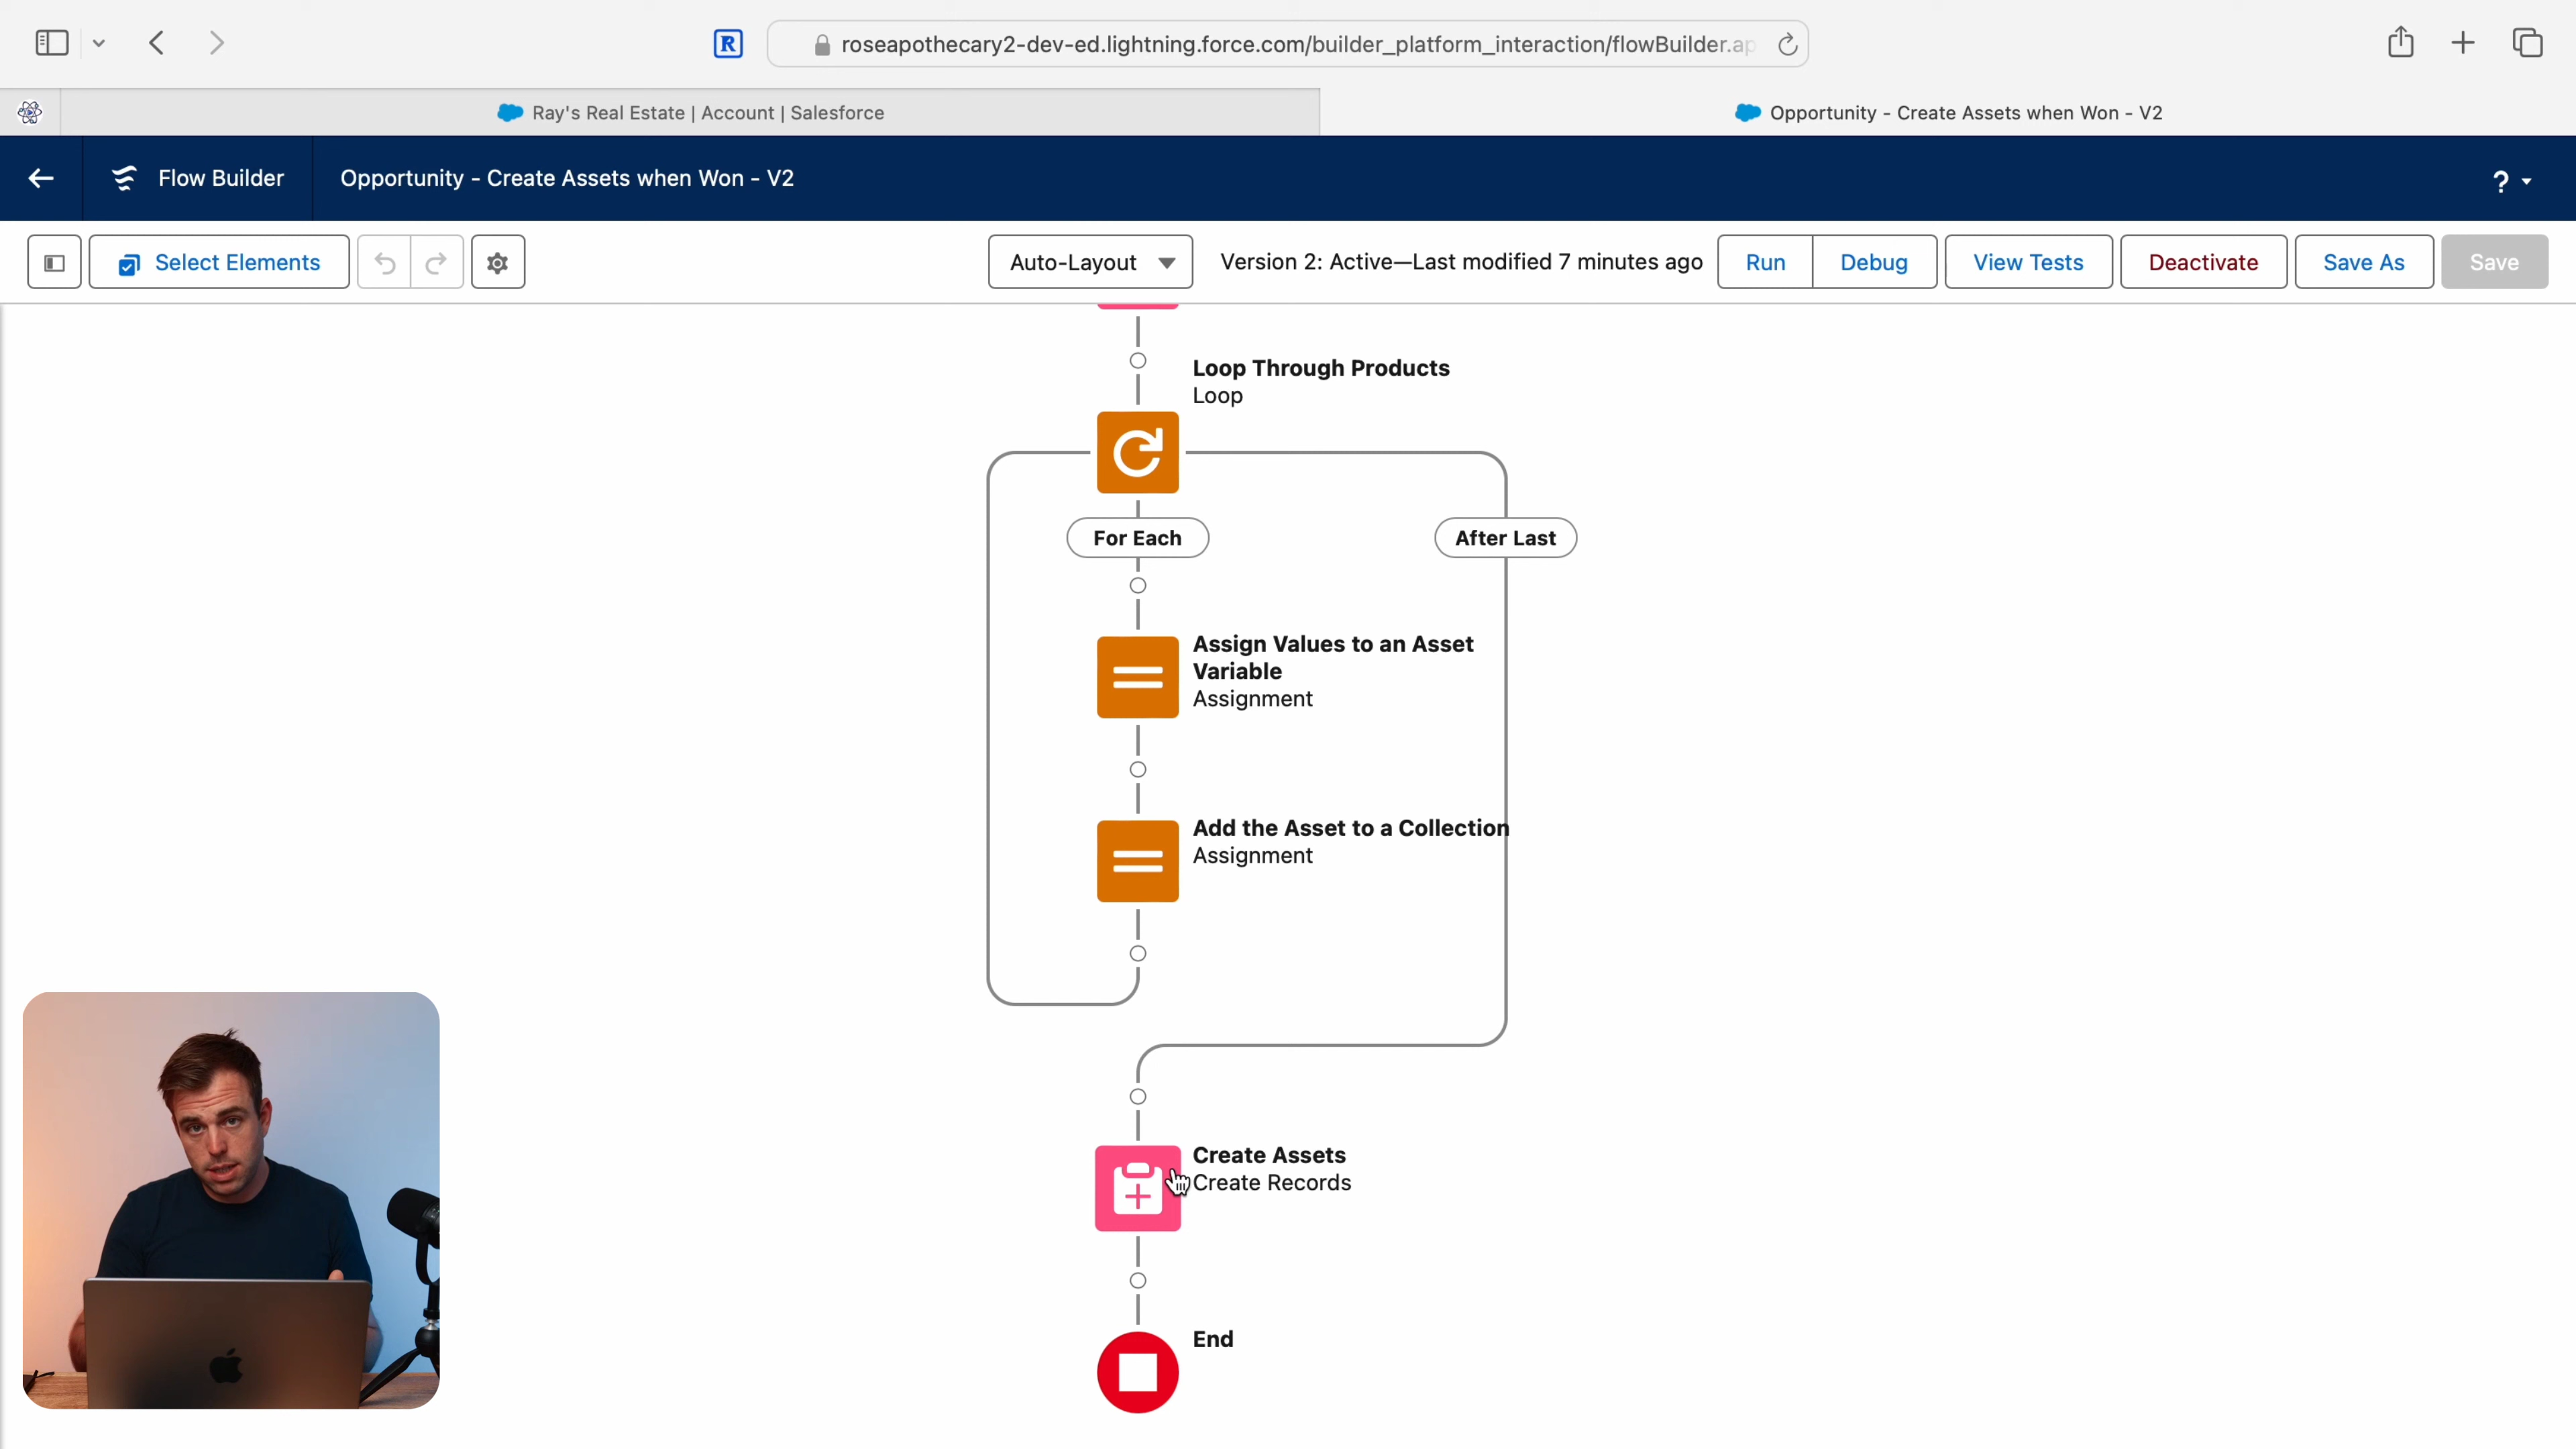 R
roseapothecary2-dev-ed.lightning.force.com/builder_platform_interaction/flowBuilder.ap
Ray's Real Estate | Account | Salesforce
Opportunity - Create Assets when Won - V2
Flow Builder
Opportunity - Create Assets when Won - V2
?
Select Elements
Auto-Layout
Version 2: Active—Last modified 7 minutes ago
Run
Debug
View Tests
Deactivate
Save As
Save
Loop Through Products
Loop
For Each
After Last
Assign Values to an Asset
Variable
Assignment
Add the Asset to a Collection
Assignment
Create Assets
Create Records
End